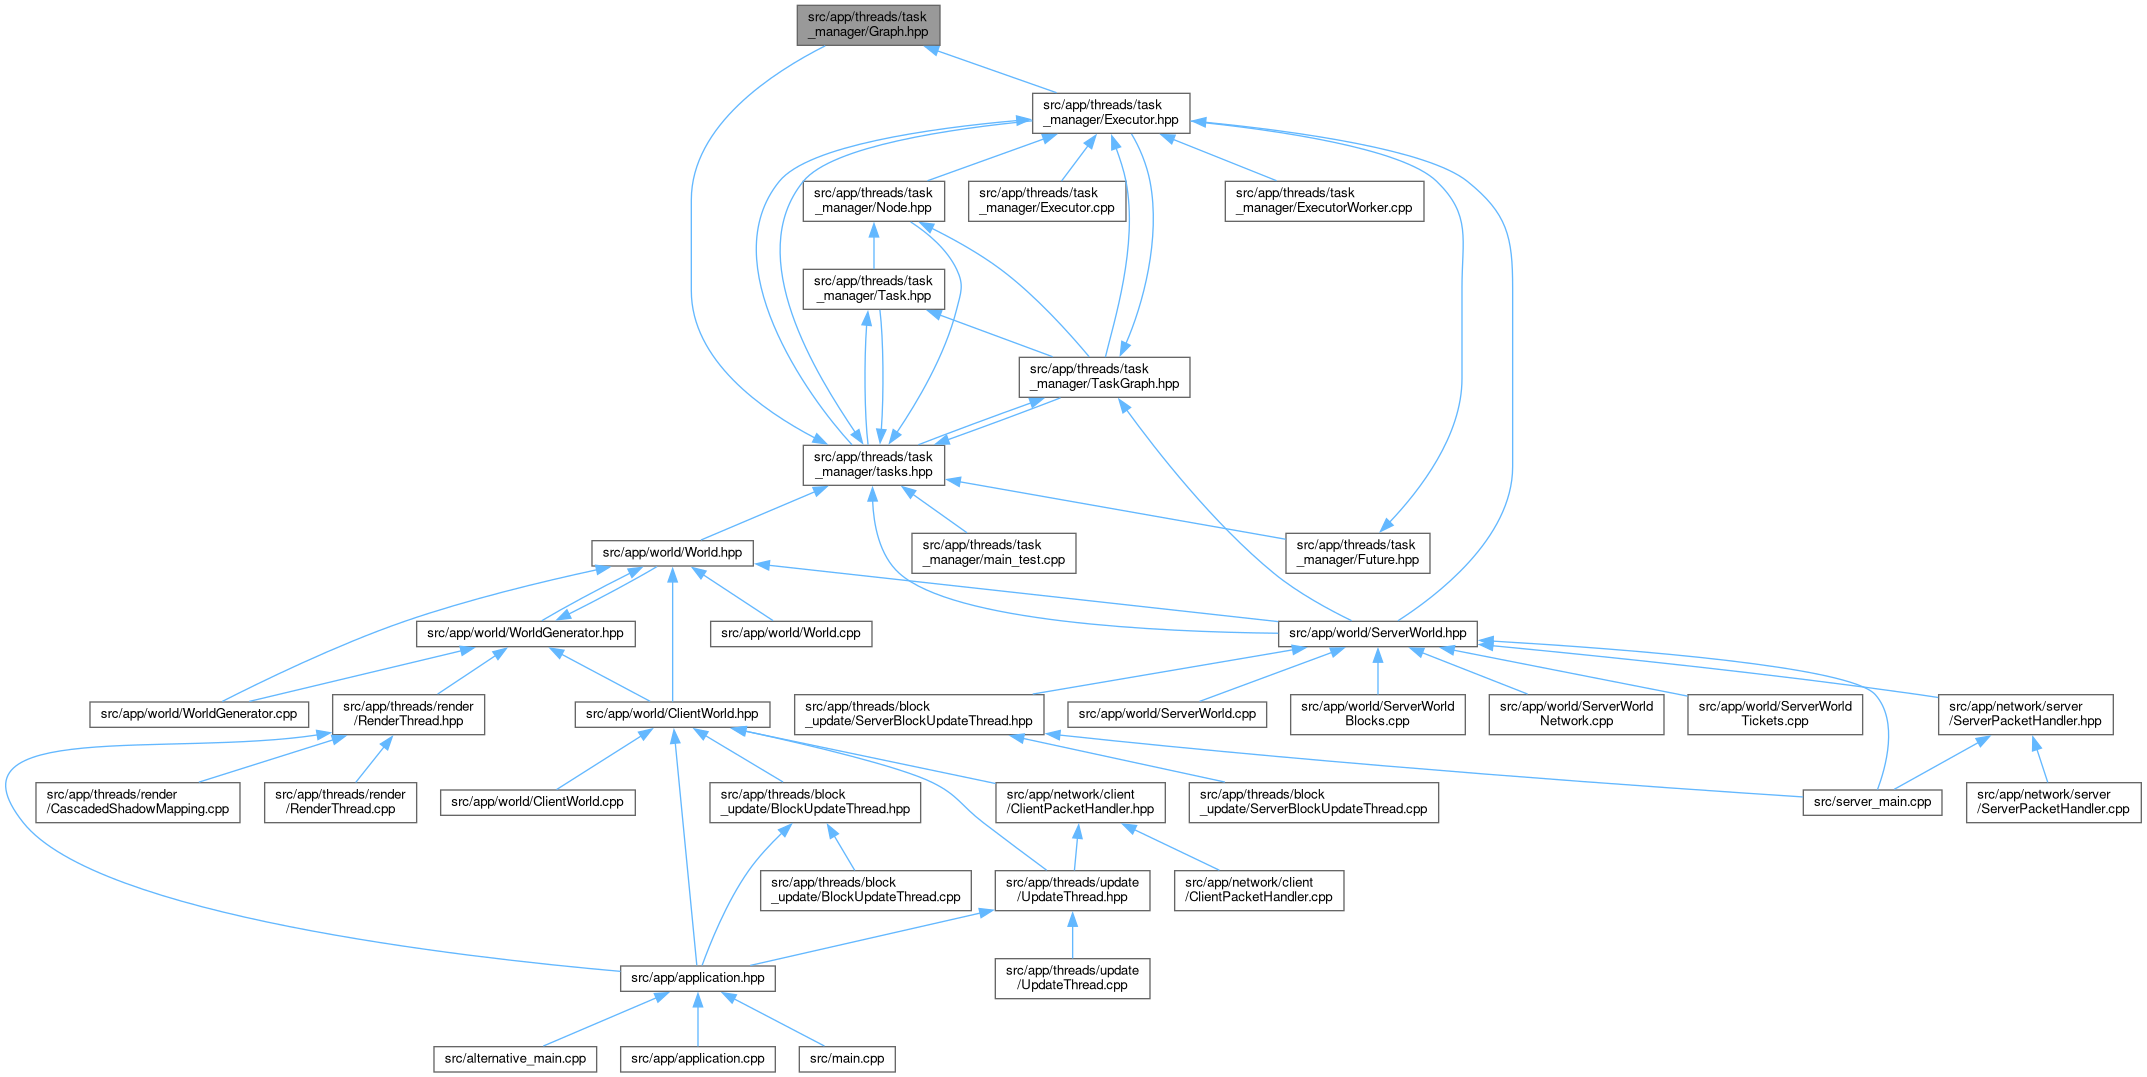 src/app/threads/task
_manager/Graph.hpp
src/app/threads/task
_manager/Executor.hpp
src/app/threads/task
_manager/Node.hpp
src/app/threads/task
_manager/Executor.cpp
src/app/threads/task
_manager/ExecutorWorker.cpp
src/app/threads/task
_manager/Task.hpp
src/app/threads/task
_manager/TaskGraph.hpp
src/app/threads/task
_manager/tasks.hpp
src/app/world/World.hpp
src/app/threads/task
_manager/main_test.cpp
src/app/threads/task
_manager/Future.hpp
src/app/world/WorldGenerator.hpp
src/app/world/World.cpp
src/app/world/ServerWorld.hpp
src/app/world/WorldGenerator.cpp
src/app/threads/render
/RenderThread.hpp
src/app/world/ClientWorld.hpp
src/app/threads/block
_update/ServerBlockUpdateThread.hpp
src/app/world/ServerWorld.cpp
src/app/world/ServerWorld
Blocks.cpp
src/app/world/ServerWorld
Network.cpp
src/app/world/ServerWorld
Tickets.cpp
src/app/network/server
/ServerPacketHandler.hpp
src/app/threads/render
/CascadedShadowMapping.cpp
src/app/threads/render
/RenderThread.cpp
src/app/world/ClientWorld.cpp
src/app/threads/block
_update/BlockUpdateThread.hpp
src/app/network/client
/ClientPacketHandler.hpp
src/app/threads/block
_update/ServerBlockUpdateThread.cpp
src/server_main.cpp
src/app/network/server
/ServerPacketHandler.cpp
src/app/threads/block
_update/BlockUpdateThread.cpp
src/app/threads/update
/UpdateThread.hpp
src/app/network/client
/ClientPacketHandler.cpp
src/app/application.hpp
src/app/threads/update
/UpdateThread.cpp
src/alternative_main.cpp
src/app/application.cpp
src/main.cpp